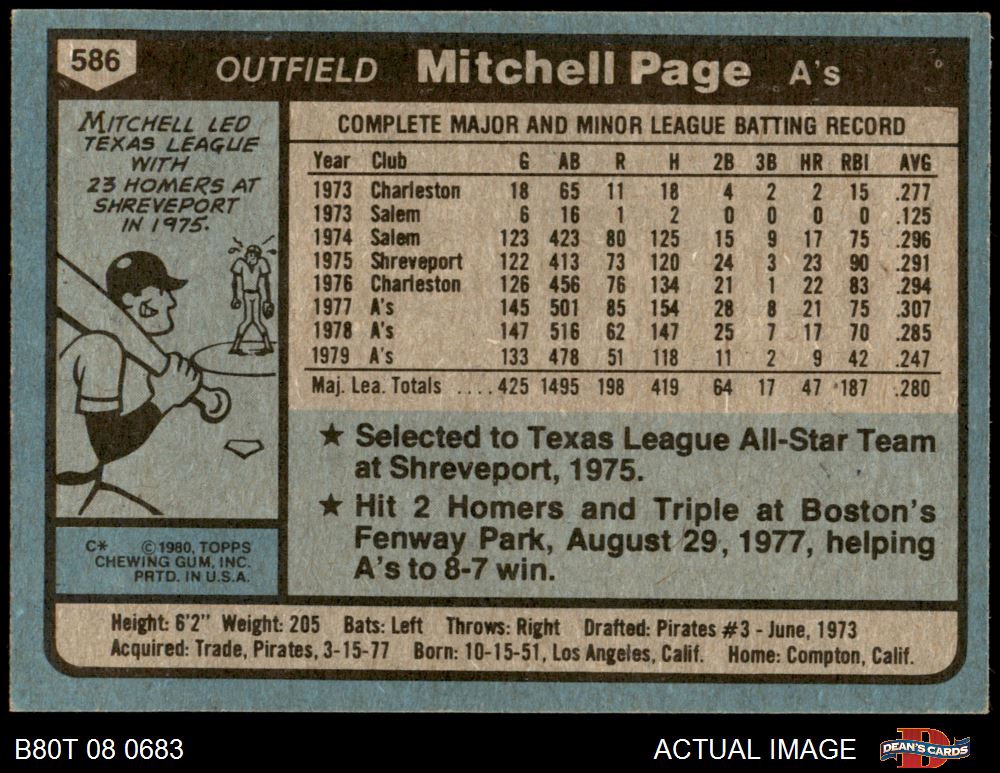 586
OUTFIELD Mitchell Page A's
MITCHELL LED
TEXAS LEAGUE
WITH
23 HOMERS AT
SHREVEPORT
IN 1975.
C* © 1980, TOPPS
CHEWING GUM, INC.
PRTD. IN U.S.A.
COMPLETE MAJOR AND MINOR LEAGUE BATTING RECORD
Year Club G AB R H 2B 3B HR RBI AVG
1973 Charleston 18 65 11 18 4 2 2 15 .277
1973 Salem 6 16 1 2 0 0 0 0 .125
1974 Salem 123 423 80 125 15 9 17 75 .296
1975 Shreveport 122 413 73 120 24 3 23 90 .291
1976 Charleston 126 456 76 134 21 1 22 83 .294
1977 A's 145 501 85 154 28 8 21 75 .307
1978 A's 147 516 62 147 25 7 17 70 .285
1979 A's 133 478 51 118 11 2 9 42 .247
Maj. Lea. Totals .... 425 1495 198 419 64 17 47 187 .280
★ Selected to Texas League All-Star Team
at Shreveport, 1975.
★ Hit 2 Homers and Triple at Boston's
Fenway Park, August 29, 1977, helping
A's to 8-7 win.
Height: 6'2" Weight: 205 Bats: Left Throws: Right Drafted: Pirates #3 - June, 1973
Acquired: Trade, Pirates, 3-15-77 Born: 10-15-51, Los Angeles, Calif. Home: Compton, Calif.
B80T 08 0683 ACTUAL IMAGE DEAN'S CARDS